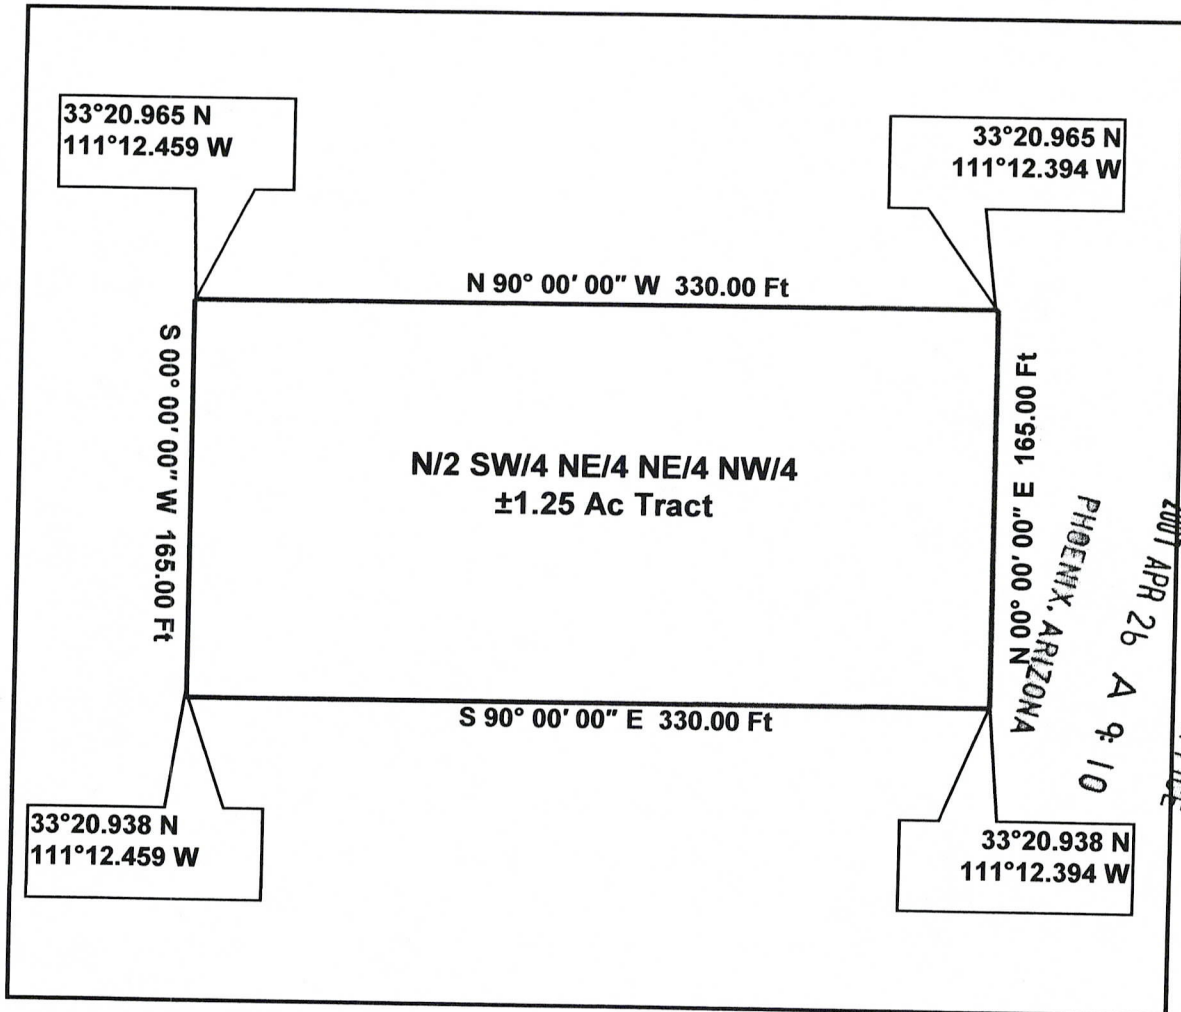 33°20.965 N
111°12.459 W
33°20.965 N
111°12.394 W
N 90° 00' 00" W 330.00 Ft
S 00° 00' 00" W 165.00 Ft
N/2 SW/4 NE/4 NE/4 NW/4
±1.25 Ac Tract
N 00° 00' 00" E 165.00 Ft
S 90° 00' 00" E 330.00 Ft
33°20.938 N
111°12.459 W
33°20.938 N
111°12.394 W
APR 26 A 9:10
PHOENIX, ARIZONA